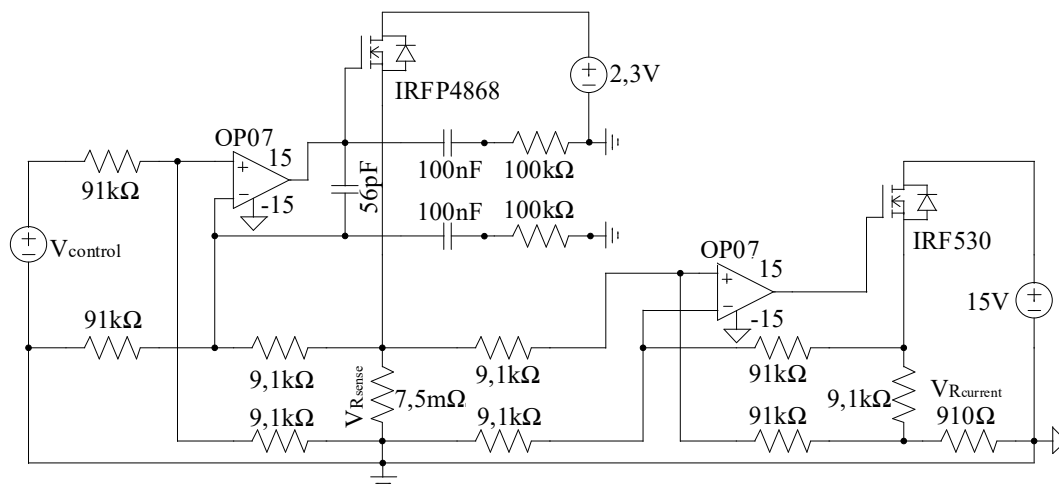 2,3V
IRFP4868
OP07
15
-15
91kΩ
56pF
100nF
100kΩ
100nF
100kΩ
Vcontrol
IRF530
OP07
15
-15
15V
91kΩ
9,1kΩ
9,1kΩ
91kΩ
VRsense
7,5mΩ
9,1kΩ
VRcurrent
9,1kΩ
9,1kΩ
91kΩ
910Ω